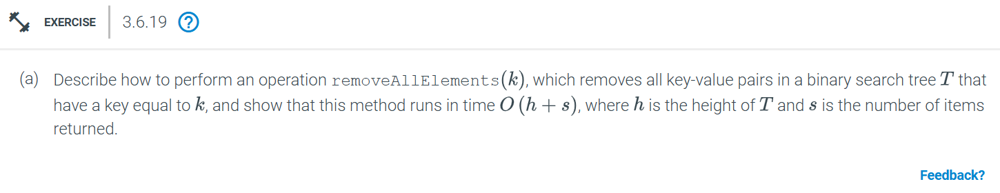 EXERCISE 3.6.19 ?
(a) Describe how to perform an operation removeAllElements(k), which removes all key-value pairs in a binary search tree T that
have a key equal to k, and show that this method runs in time O (h + s), where h is the height of T and s is the number of items
returned.
Feedback?